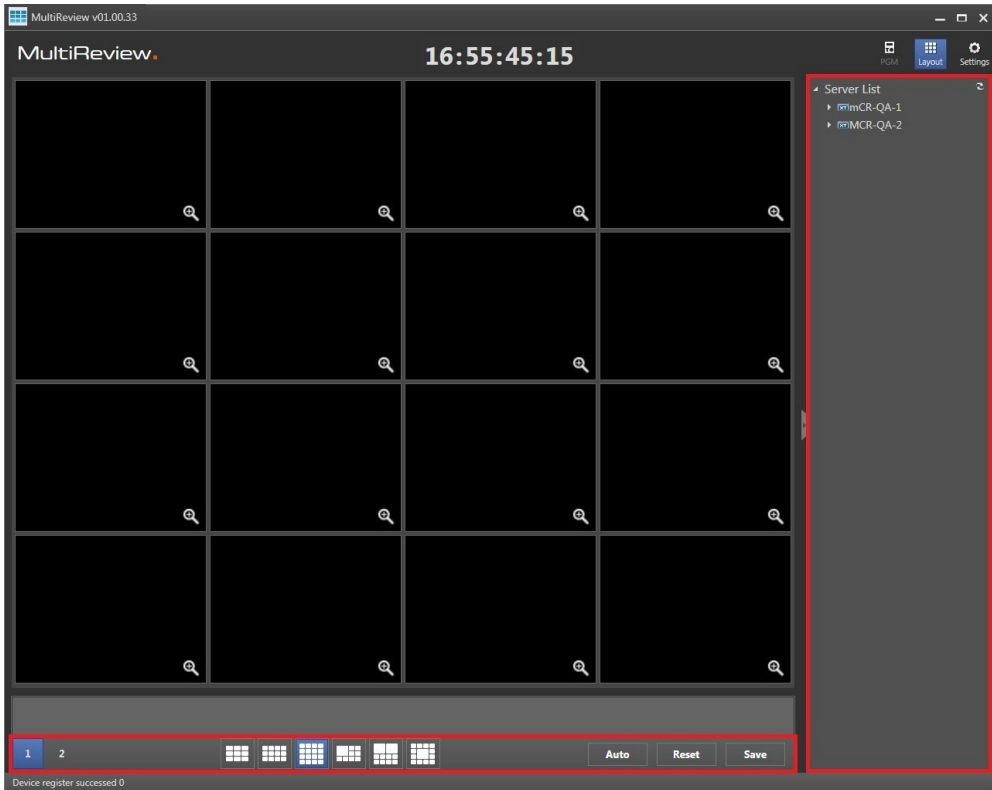 MultiReview v01.00.33
MultiReview.
16:55:45:15
PGM
Layout
Settings
Server List
mCR-QA-1
MCR-QA-2
1
2
Auto
Reset
Save
Device register successed 0